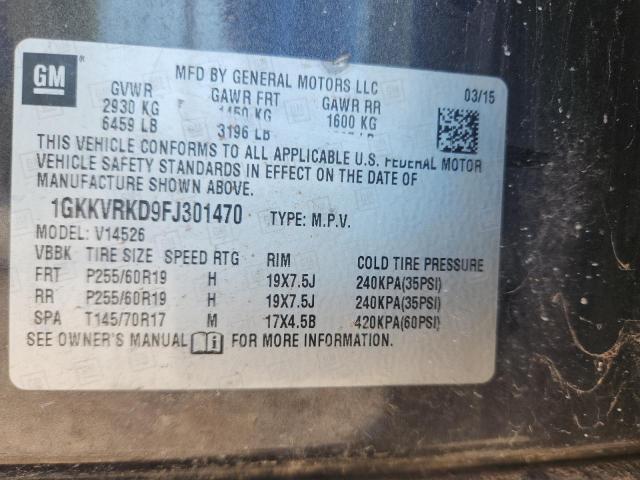 GM
MFD BY GENERAL MOTORS LLC
GVWR GAWR FRT GAWR RR 03/15
2930 KG 1450 KG 1600 KG
6459 LB 3196 LB LB
THIS VEHICLE CONFORMS TO ALL APPLICABLE U.S. FEDERAL MOTOR
VEHICLE SAFETY STANDARDS IN EFFECT ON THE DATE OF
MANUFACTURE SHOWN ABOVE.
1GKKVRKD9FJ301470 TYPE: M.P.V.
MODEL: V14526
VBBK TIRE SIZE SPEED RTG RIM COLD TIRE PRESSURE
FRT P255/60R19 H 19X7.5J 240KPA(35PSI)
RR P255/60R19 H 19X7.5J 240KPA(35PSI)
SPA T145/70R17 M 17X4.5B 420KPA(60PSI)
SEE OWNER'S MANUAL FOR MORE INFORMATION.